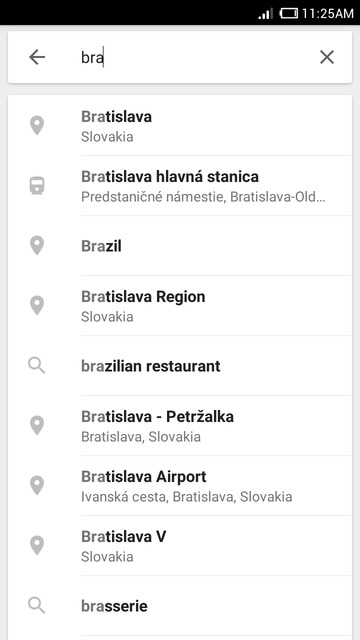 11:25AM
bra
Bratislava
Slovakia
Bratislava hlavná stanica
Predstaničné námestie, Bratislava-Old...
Brazil
Bratislava Region
Slovakia
brazilian restaurant
Bratislava - Petržalka
Bratislava, Slovakia
Bratislava Airport
Ivanská cesta, Bratislava, Slovakia
Bratislava V
Slovakia
brasserie